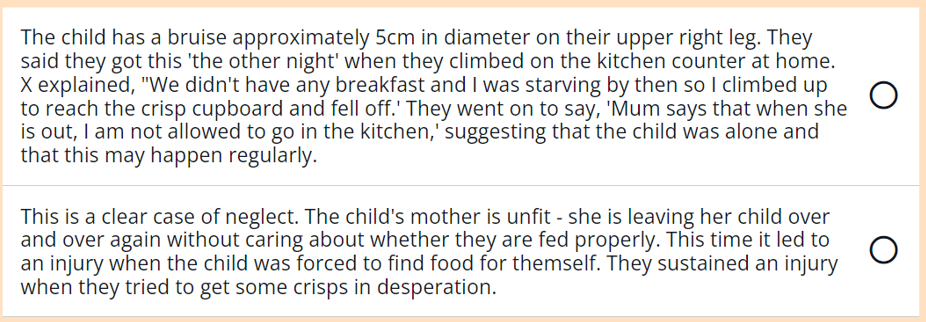 The child has a bruise approximately 5cm in diameter on their upper right leg. They
said they got this 'the other night' when they climbed on the kitchen counter at home.
X explained, "We didn't have any breakfast and I was starving by then so I climbed up
to reach the crisp cupboard and fell off.' They went on to say, 'Mum says that when she
is out, I am not allowed to go in the kitchen,' suggesting that the child was alone and
that this may happen regularly.
This is a clear case of neglect. The child's mother is unfit - she is leaving her child over
and over again without caring about whether they are fed properly. This time it led to
an injury when the child was forced to find food for themself. They sustained an injury
when they tried to get some crisps in desperation.